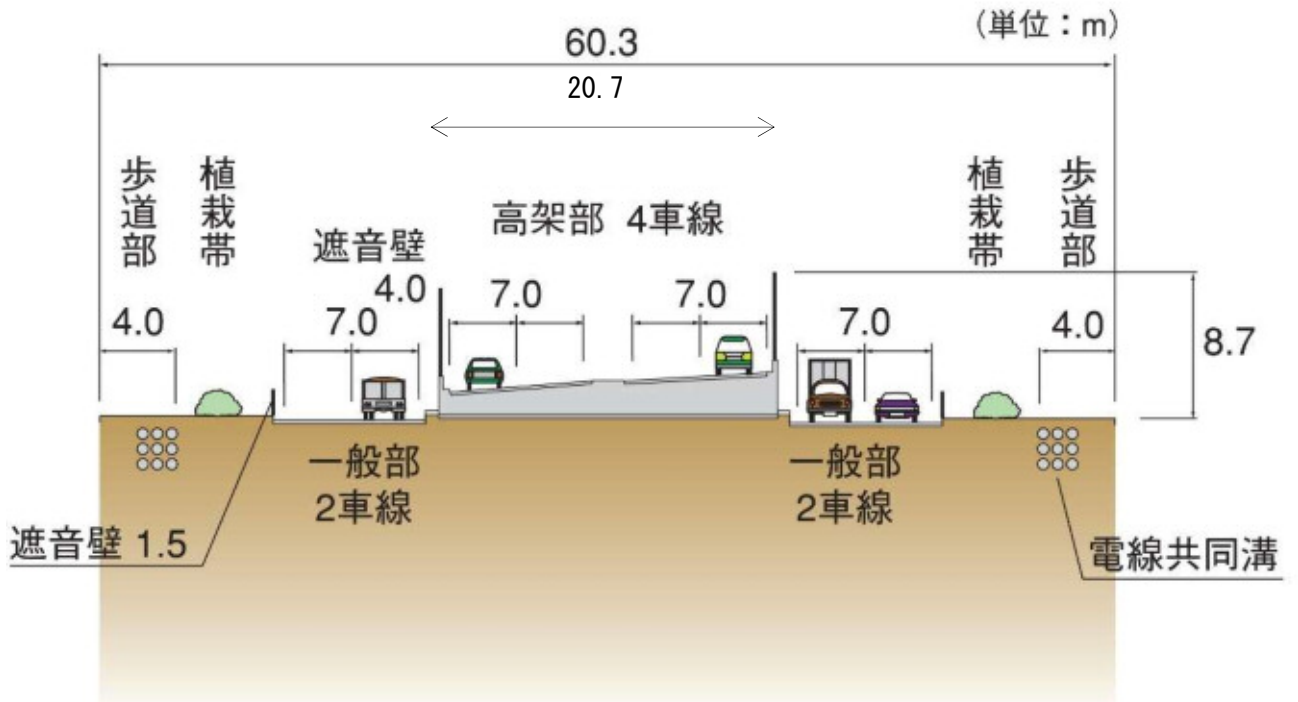 (単位：m)
60.3
20.7
歩道部
植栽帯
植栽帯
歩道部
高架部 4車線
遮音壁
4.0
7.0
7.0
4.0
7.0
7.0
4.0
8.7
一般部
2車線
一般部
2車線
遮音壁 1.5
電線共同溝